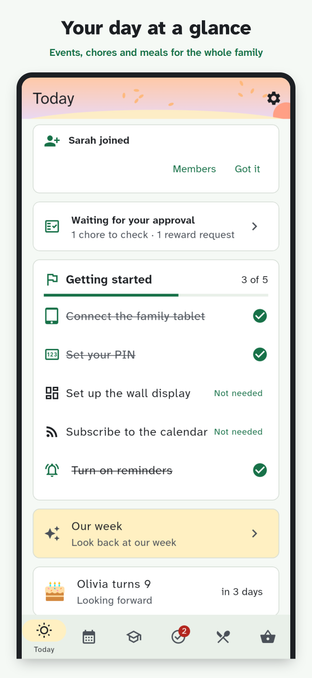 Your day at a glance
Events, chores and meals for the whole family
Today
Sarah joined
Members Got it
Waiting for your approval
1 chore to check · 1 reward request
Getting started 3 of 5
Connect the family tablet
123 Set your PIN
Set up the wall display Not needed
Subscribe to the calendar Not needed
Turn on reminders
Our week
Look back at our week
Olivia turns 9 in 3 days
Looking forward
2
Today